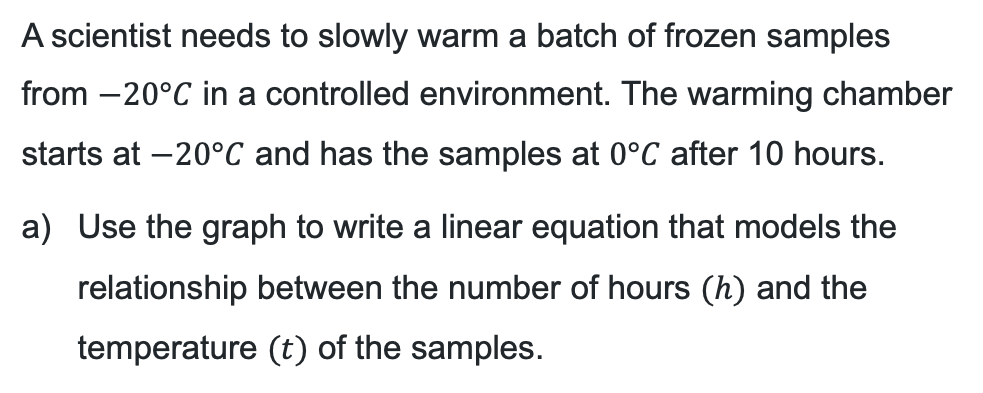 A scientist needs to slowly warm a batch of frozen samples
from −20°C in a controlled environment. The warming chamber
starts at −20°C and has the samples at 0°C after 10 hours.
a) Use the graph to write a linear equation that models the
relationship between the number of hours (h) and the
temperature (t) of the samples.